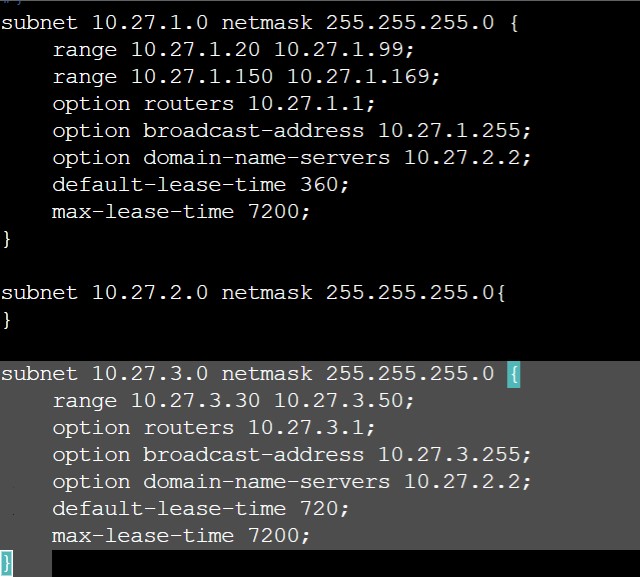 subnet 10.27.1.0 netmask 255.255.255.0 {
    range 10.27.1.20 10.27.1.99;
    range 10.27.1.150 10.27.1.169;
    option routers 10.27.1.1;
    option broadcast-address 10.27.1.255;
    option domain-name-servers 10.27.2.2;
    default-lease-time 360;
    max-lease-time 7200;
}

subnet 10.27.2.0 netmask 255.255.255.0{
}

subnet 10.27.3.0 netmask 255.255.255.0 {
    range 10.27.3.30 10.27.3.50;
    option routers 10.27.3.1;
    option broadcast-address 10.27.3.255;
    option domain-name-servers 10.27.2.2;
    default-lease-time 720;
    max-lease-time 7200;
}